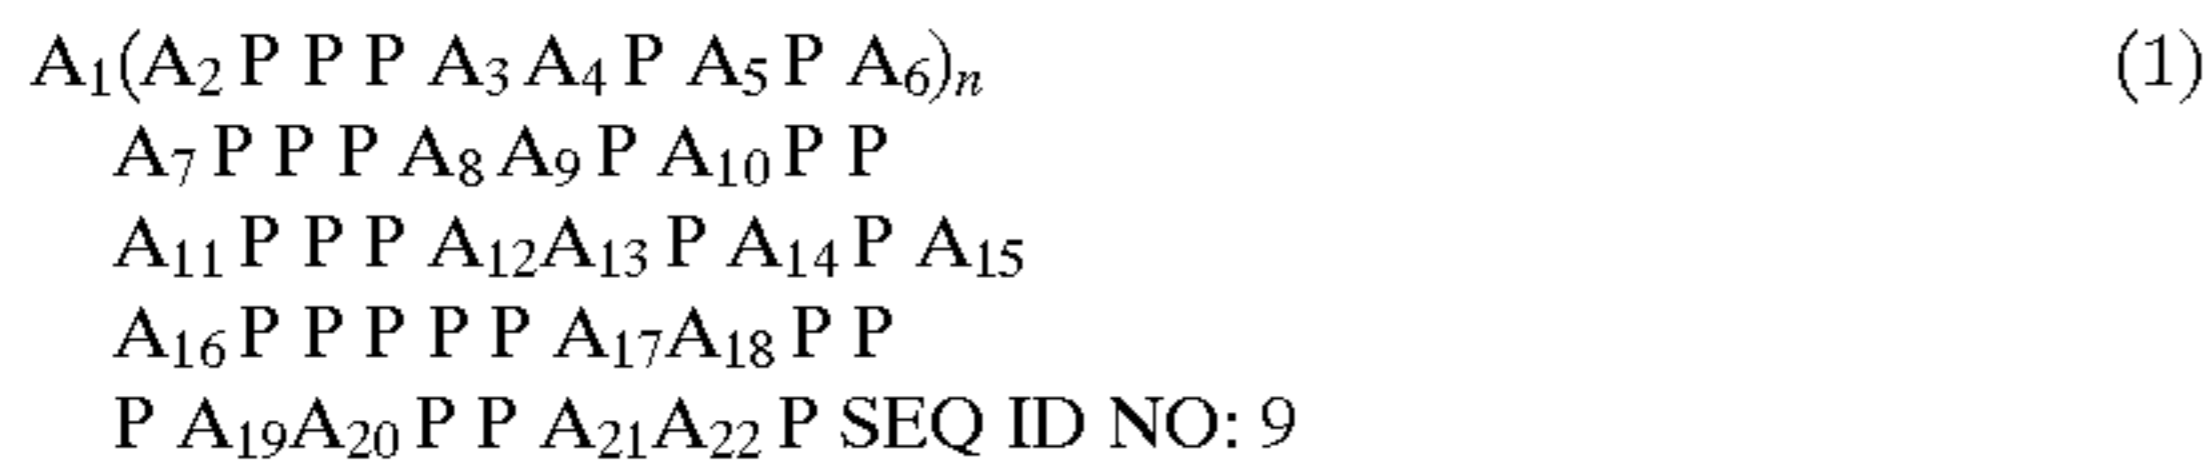 A₁(A₂ P P P A₃ A₄ P A₅ P A₆)ₙ (1)
A₇ P P P A₈ A₉ P A₁₀ P P
A₁₁ P P P A₁₂A₁₃ P A₁₄ P A₁₅
A₁₆ P P P P P A₁₇A₁₈ P P
P A₁₉A₂₀ P P A₂₁A₂₂ P SEQ ID NO: 9